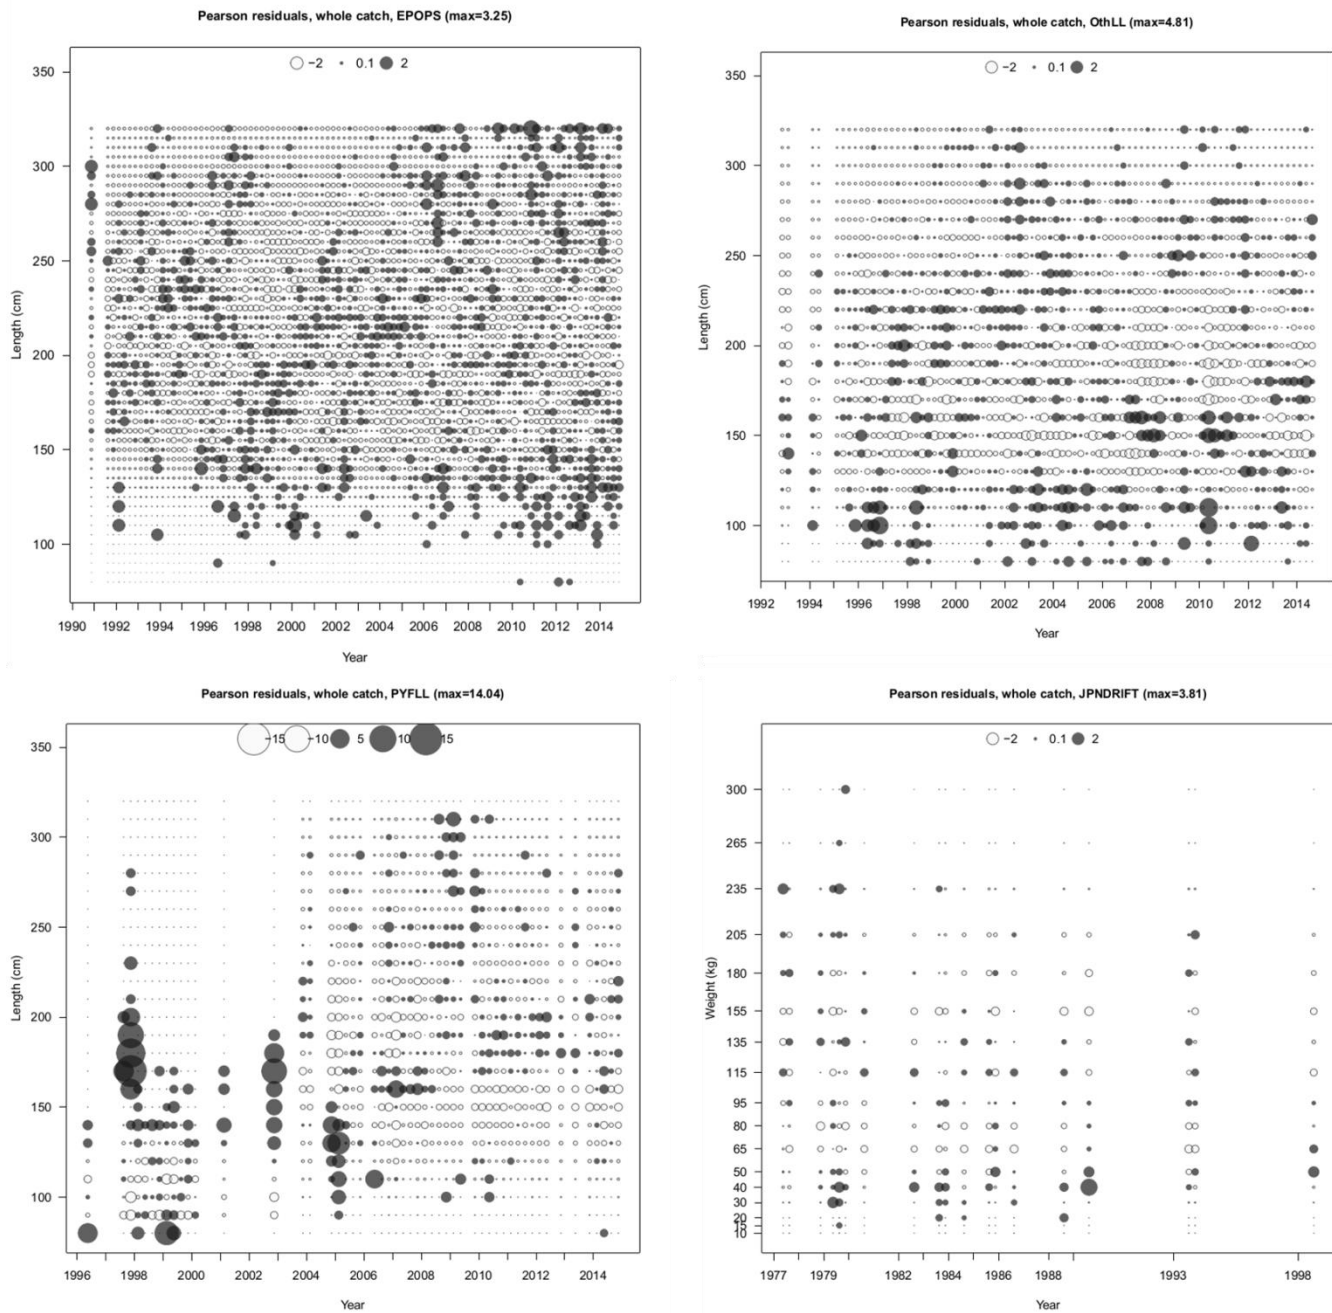 Pearson residuals, whole catch, EPOPS (max=3.25)
−2 0.1 2
350
300
250
200
150
100
Length (cm)
1990 1992 1994 1996 1998 2000 2002 2004 2006 2008 2010 2012 2014
Year
Pearson residuals, whole catch, OthLL (max=4.81)
−2 0.1 2
350
300
250
200
150
100
Length (cm)
1992 1994 1996 1998 2000 2002 2004 2006 2008 2010 2012 2014
Year
Pearson residuals, whole catch, PYFLL (max=14.04)
−15 −10 5 10 15
350
300
250
200
150
100
Length (cm)
1996 1998 2000 2002 2004 2006 2008 2010 2012 2014
Year
Pearson residuals, whole catch, JPNDRIFT (max=3.81)
−2 0.1 2
300
265
235
205
180
155
135
115
95
80
65
50
40
30
20
15
10
Weight (kg)
1977 1979 1982 1984 1986 1988 1993 1998
Year